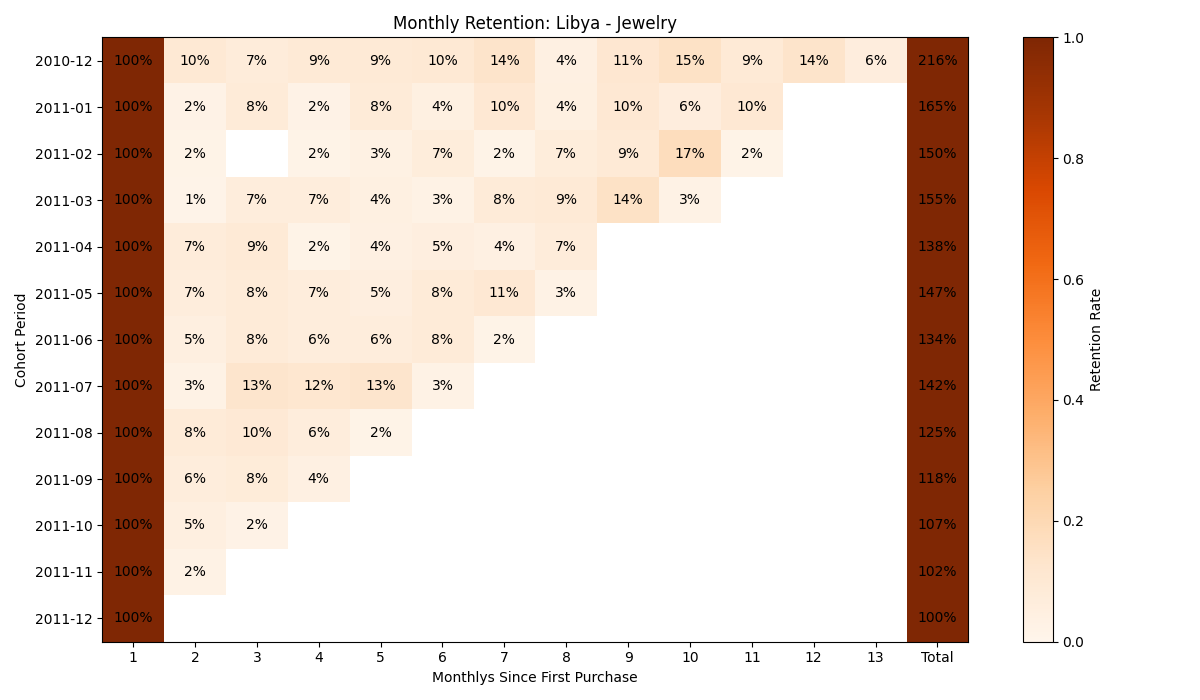 Monthly Retention: Libya - Jewelry
2010-12 100% 10% 7% 9% 9% 10% 14% 4% 11% 15% 9% 14% 6% 216%
2011-01 100% 2% 8% 2% 8% 4% 10% 4% 10% 6% 10% 165%
2011-02 100% 2% 2% 3% 7% 2% 7% 9% 17% 2% 150%
2011-03 100% 1% 7% 7% 4% 3% 8% 9% 14% 3% 155%
2011-04 100% 7% 9% 2% 4% 5% 4% 7% 138%
2011-05 100% 7% 8% 7% 5% 8% 11% 3% 147%
2011-06 100% 5% 8% 6% 6% 8% 2% 134%
2011-07 100% 3% 13% 12% 13% 3% 142%
2011-08 100% 8% 10% 6% 2% 125%
2011-09 100% 6% 8% 4% 118%
2011-10 100% 5% 2% 107%
2011-11 100% 2% 102%
2011-12 100% 100%
1 2 3 4 5 6 7 8 9 10 11 12 13 Total
Monthlys Since First Purchase
Cohort Period
1.0
0.8
0.6
0.4
0.2
0.0
Retention Rate